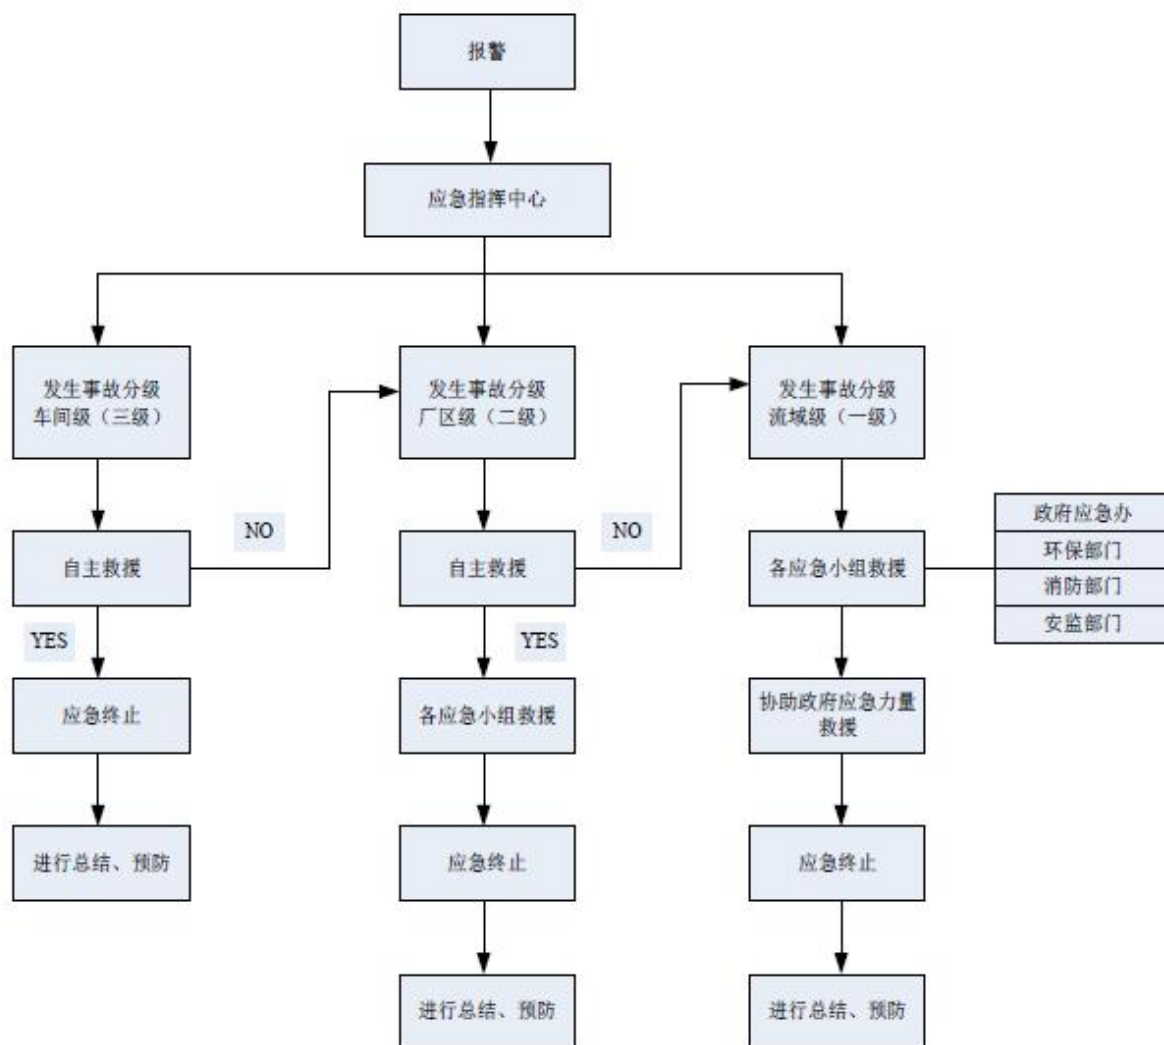 报警
应急指挥中心
发生事故分级
车间级（三级）
发生事故分级
厂区级（二级）
发生事故分级
流域级（一级）
自主救援
NO
自主救援
NO
各应急小组救援
政府应急办
环保部门
消防部门
安监部门
YES
YES
应急终止
各应急小组救援
协助政府应急力量
救援
进行总结、预防
应急终止
应急终止
进行总结、预防
进行总结、预防